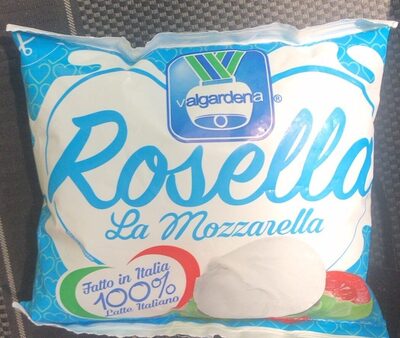 valgardena ®
Rosella
La Mozzarella
Fatto in Italia
100%
Latte Italiano